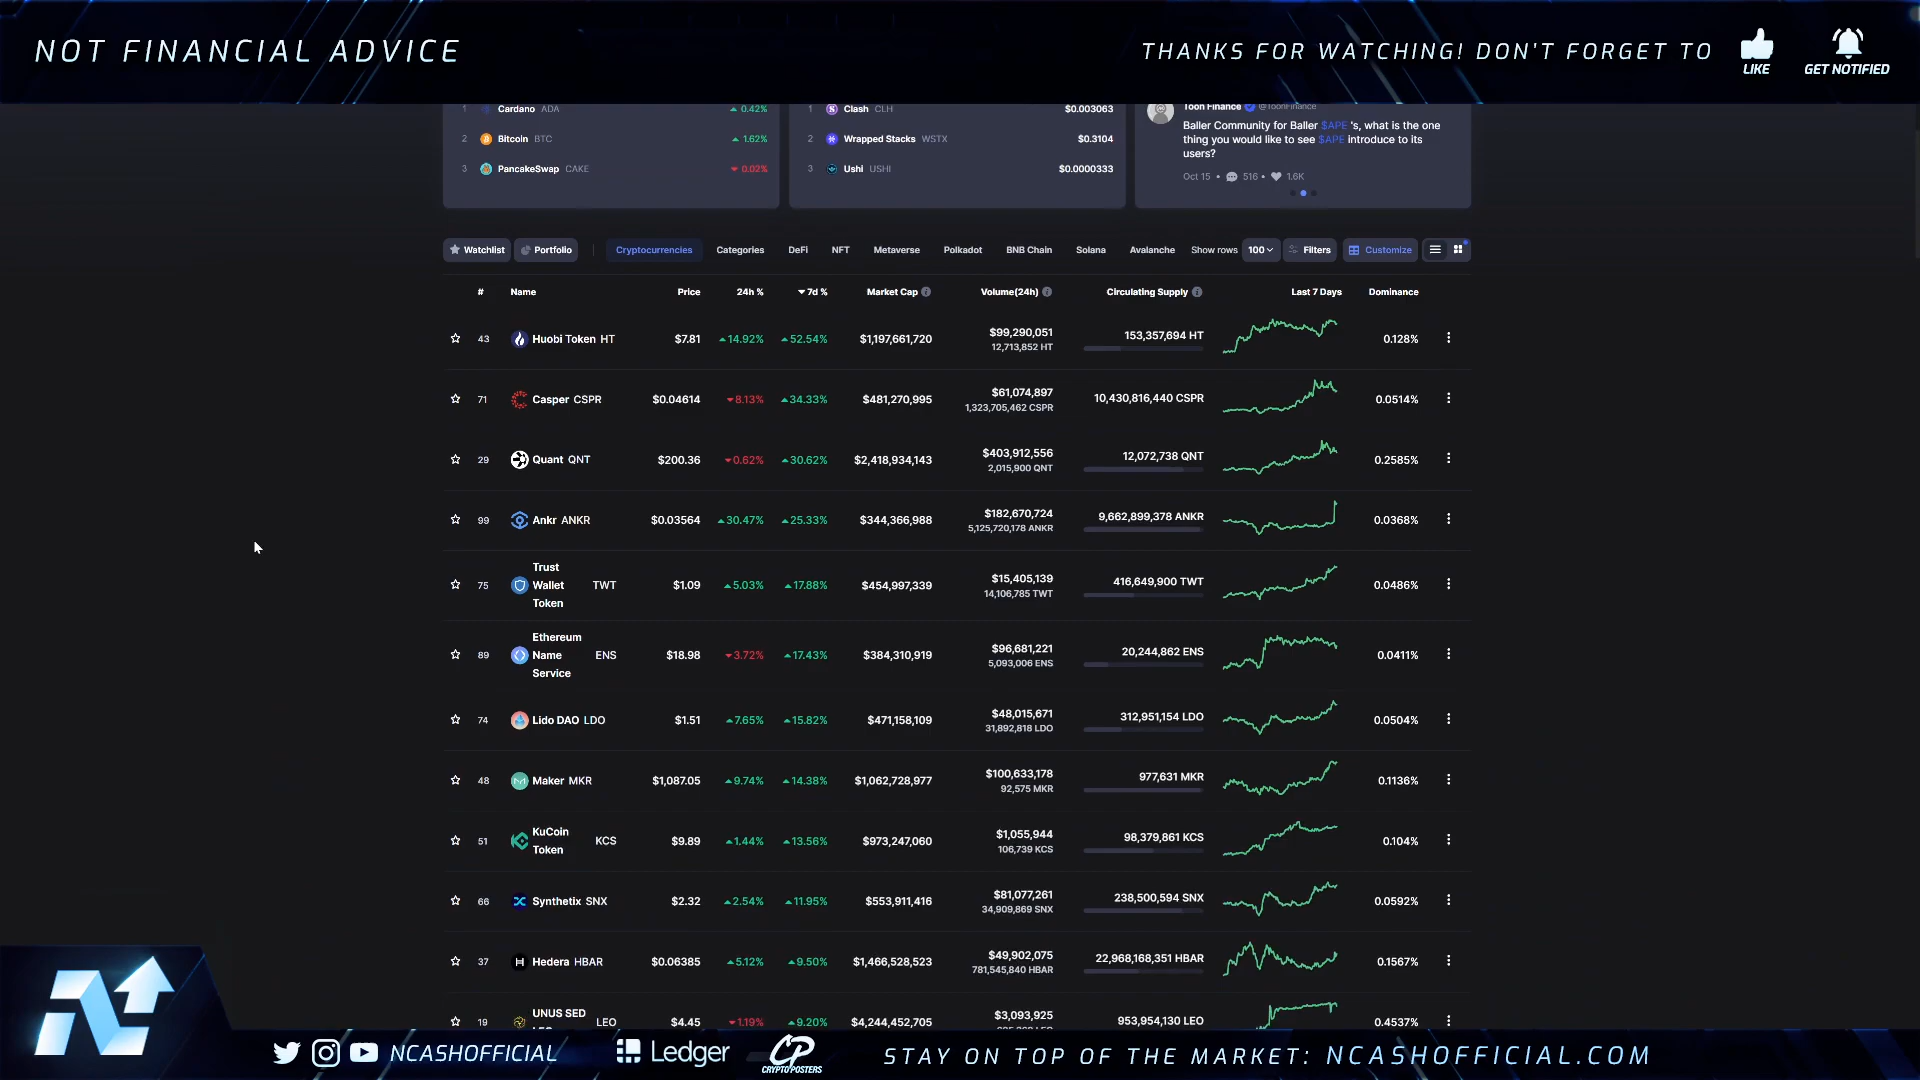 NOT FINANCIAL ADVICE
THANKS FOR WATCHING! DON'T FORGET TO
LIKE
GET NOTIFIED
1 Cardano ADA 0.42%
2 Bitcoin BTC 1.62%
3 PancakeSwap CAKE 0.02%
1 Clash CLH $0.003063
2 Wrapped Stacks WSTX $0.3104
3 Ushi USHI $0.0000333
Toon Finance @ToonFinance
Baller Community for Baller $APE 's, what is the one
thing you would like to see $APE introduce to its
users?
Oct 15 • 516 • 1.6K
Watchlist Portfolio Cryptocurrencies Categories DeFi NFT Metaverse Polkadot BNB Chain Solana Avalanche Show rows 100 Filters Customize
# Name Price 24h % 7d % Market Cap Volume(24h) Circulating Supply Last 7 Days Dominance
43 Huobi Token HT $7.81 14.92% 52.54% $1,197,661,720 $99,290,051 153,357,694 HT 0.128%
12,713,852 HT
71 Casper CSPR $0.04614 8.13% 34.33% $481,270,995 $61,074,897 10,430,816,440 CSPR 0.0514%
1,323,705,462 CSPR
29 Quant QNT $200.36 0.62% 30.62% $2,418,934,143 $403,912,556 12,072,738 QNT 0.2585%
2,015,900 QNT
99 Ankr ANKR $0.03564 30.47% 25.33% $344,366,988 $182,670,724 9,662,899,378 ANKR 0.0368%
5,125,720,178 ANKR
75 Trust Wallet Token TWT $1.09 5.03% 17.88% $454,997,339 $15,405,139 416,649,900 TWT 0.0486%
14,106,785 TWT
89 Ethereum Name Service ENS $18.98 3.72% 17.43% $384,310,919 $96,681,221 20,244,862 ENS 0.0411%
5,093,006 ENS
74 Lido DAO LDO $1.51 7.65% 15.82% $471,158,109 $48,015,671 312,951,154 LDO 0.0504%
31,892,818 LDO
48 Maker MKR $1,087.05 9.74% 14.38% $1,062,728,977 $100,633,178 977,631 MKR 0.1136%
92,575 MKR
51 KuCoin Token KCS $9.89 1.44% 13.56% $973,247,060 $1,055,944 98,379,861 KCS 0.104%
106,739 KCS
66 Synthetix SNX $2.32 2.54% 11.95% $553,911,416 $81,077,261 238,500,594 SNX 0.0592%
34,909,869 SNX
37 Hedera HBAR $0.06385 5.12% 9.50% $1,466,528,523 $49,902,075 22,968,168,351 HBAR 0.1567%
781,545,840 HBAR
19 UNUS SED LEO $4.45 1.19% 9.20% $4,244,452,705 $3,093,925 953,954,130 LEO 0.4537%
NCASHOFFICIAL
Ledger
CP
CRYPTOPOSTERS
STAY ON TOP OF THE MARKET: NCASHOFFICIAL.COM